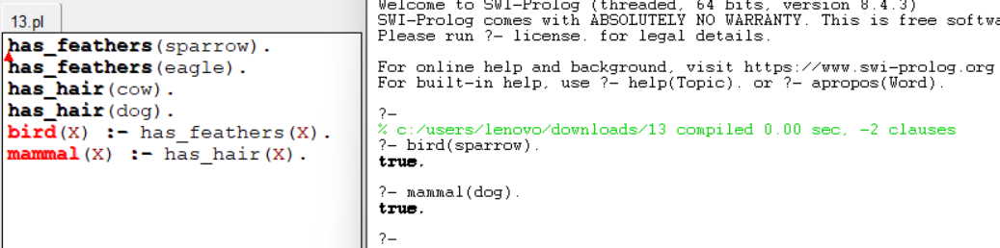 13.pl
has_feathers(sparrow).
has_feathers(eagle).
has_hair(cow).
has_hair(dog).
bird(X) :- has_feathers(X).
mammal(X) :- has_hair(X).
Welcome to SWI-Prolog (threaded, 64 bits, version 8.4.3)
SWI-Prolog comes with ABSOLUTELY NO WARRANTY. This is free softwa
Please run ?- license. for legal details.
For online help and background, visit https://www.swi-prolog.org
For built-in help, use ?- help(Topic). or ?- apropos(Word).
?-
% c:/users/lenovo/downloads/13 compiled 0.00 sec, -2 clauses
?- bird(sparrow).
true.
?- mammal(dog).
true.
?-